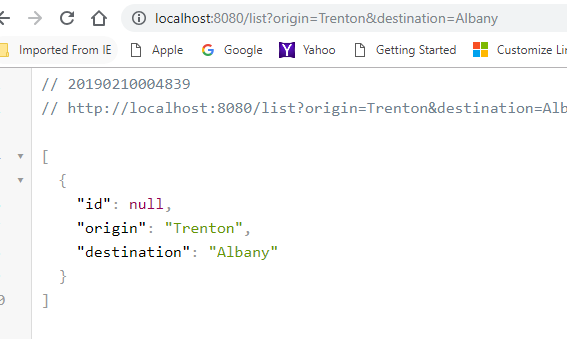 localhost:8080/list?origin=Trenton&destination=Albany
Imported From IE Apple Google Yahoo Getting Started Customize Lin
// 20190210004839
// http://localhost:8080/list?origin=Trenton&destination=Alb
[
{
"id": null,
"origin": "Trenton",
"destination": "Albany"
}
]